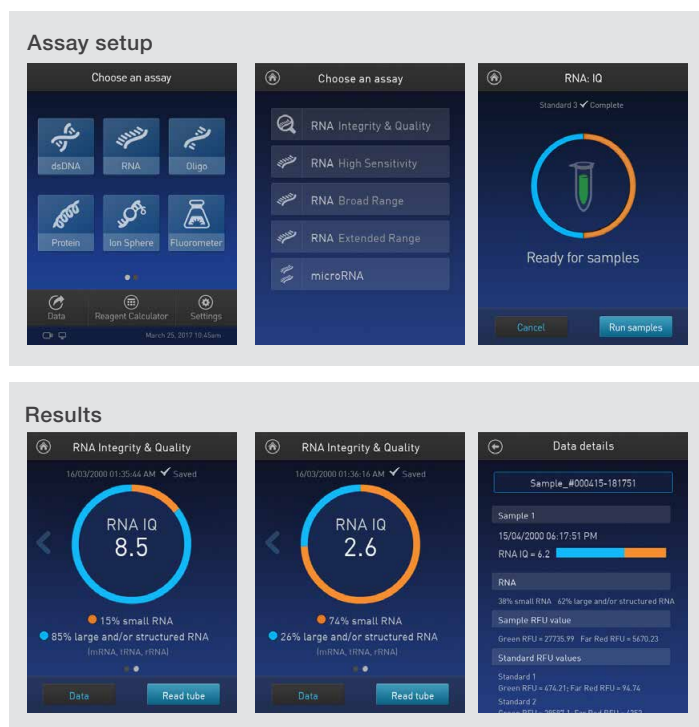 Assay setup
Choose an assay
dsDNA RNA Oligo
Protein Ion Sphere Fluorometer
Data Reagent Calculator Settings
March 25, 2017 10:45am
Choose an assay
RNA Integrity & Quality
RNA High Sensitivity
RNA Broad Range
RNA Extended Range
microRNA
RNA: IQ
Standard 3 ✓ Complete
Ready for samples
Cancel Run samples
Results
RNA Integrity & Quality
16/03/2000 01:35:44 AM ✓ Saved
RNA IQ
8.5
15% small RNA
85% large and/or structured RNA
(mRNA, tRNA, rRNA)
Data Read tube
RNA Integrity & Quality
16/03/2000 01:36:16 AM ✓ Saved
RNA IQ
2.6
74% small RNA
26% large and/or structured RNA
(mRNA, tRNA, rRNA)
Data Read tube
Data details
Sample_#000415-181751
Sample 1
15/04/2000 06:17:51 PM
RNA IQ = 6.2
RNA
38% small RNA 62% large and/or structured RNA
Sample RFU value
Green RFU = 27735.99 Far Red RFU = 5670.23
Standard RFU values
Standard 1
Green RFU = 474.21; Far Red RFU = 94.74
Standard 2